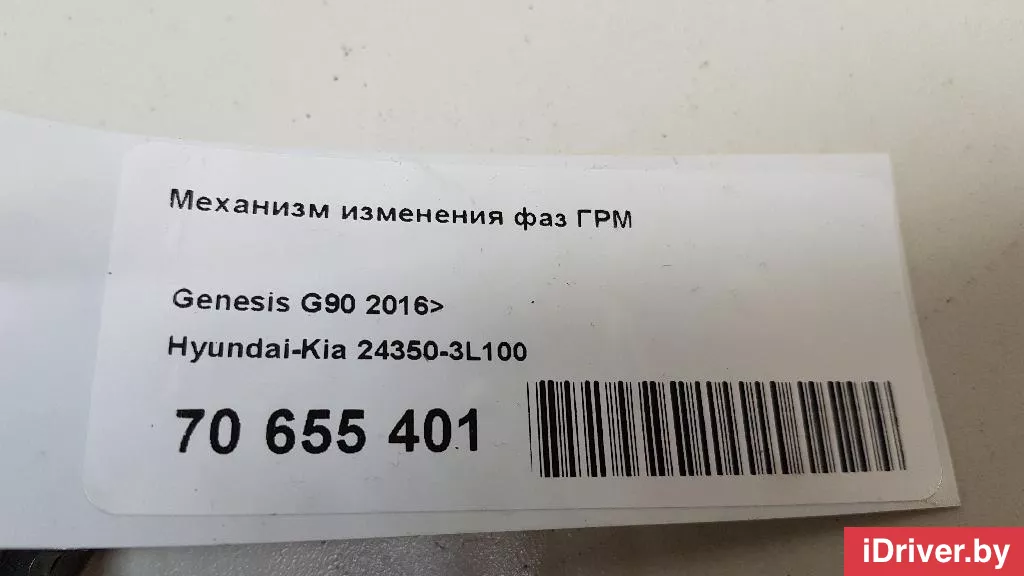 Механизм изменения фаз ГРМ
Genesis G90 2016>
Hyundai-Kia 24350-3L100
70 655 401
iDriver.by